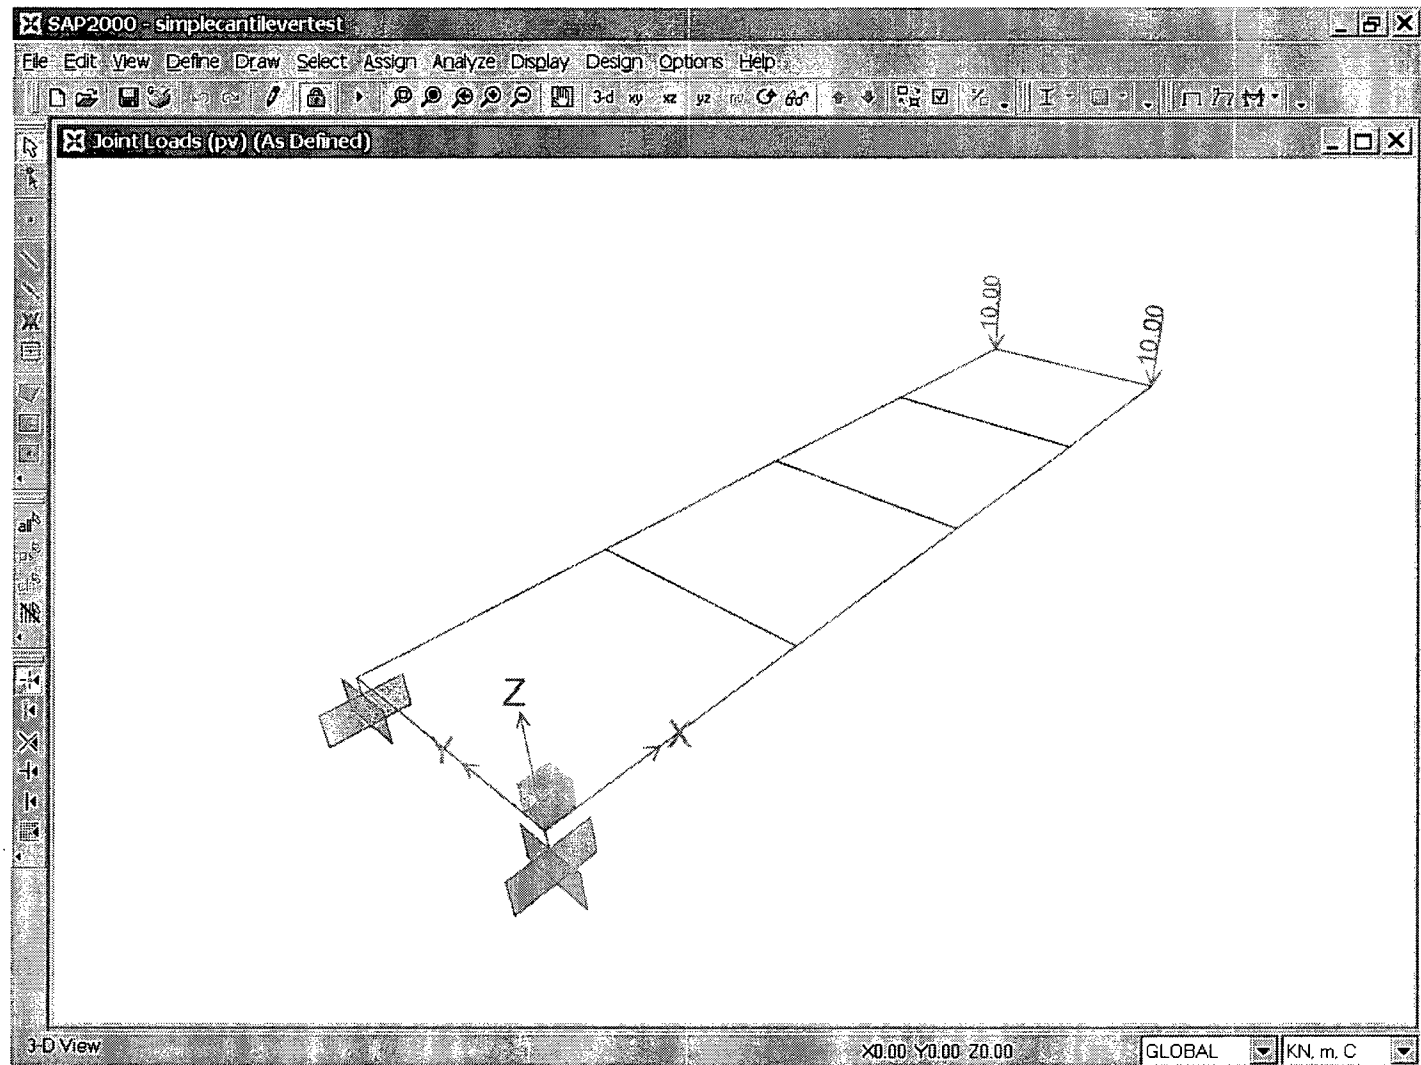 SAP2000 - simplecantilevertest
File Edit View Define Draw Select Assign Analyze Display Design Options Help
3-d xy xz yz
Joint Loads (pv) (As Defined)
10.00
10.00
all
Z
Y
X
3-D View
X0.00 Y0.00 Z0.00
GLOBAL
KN, m, C